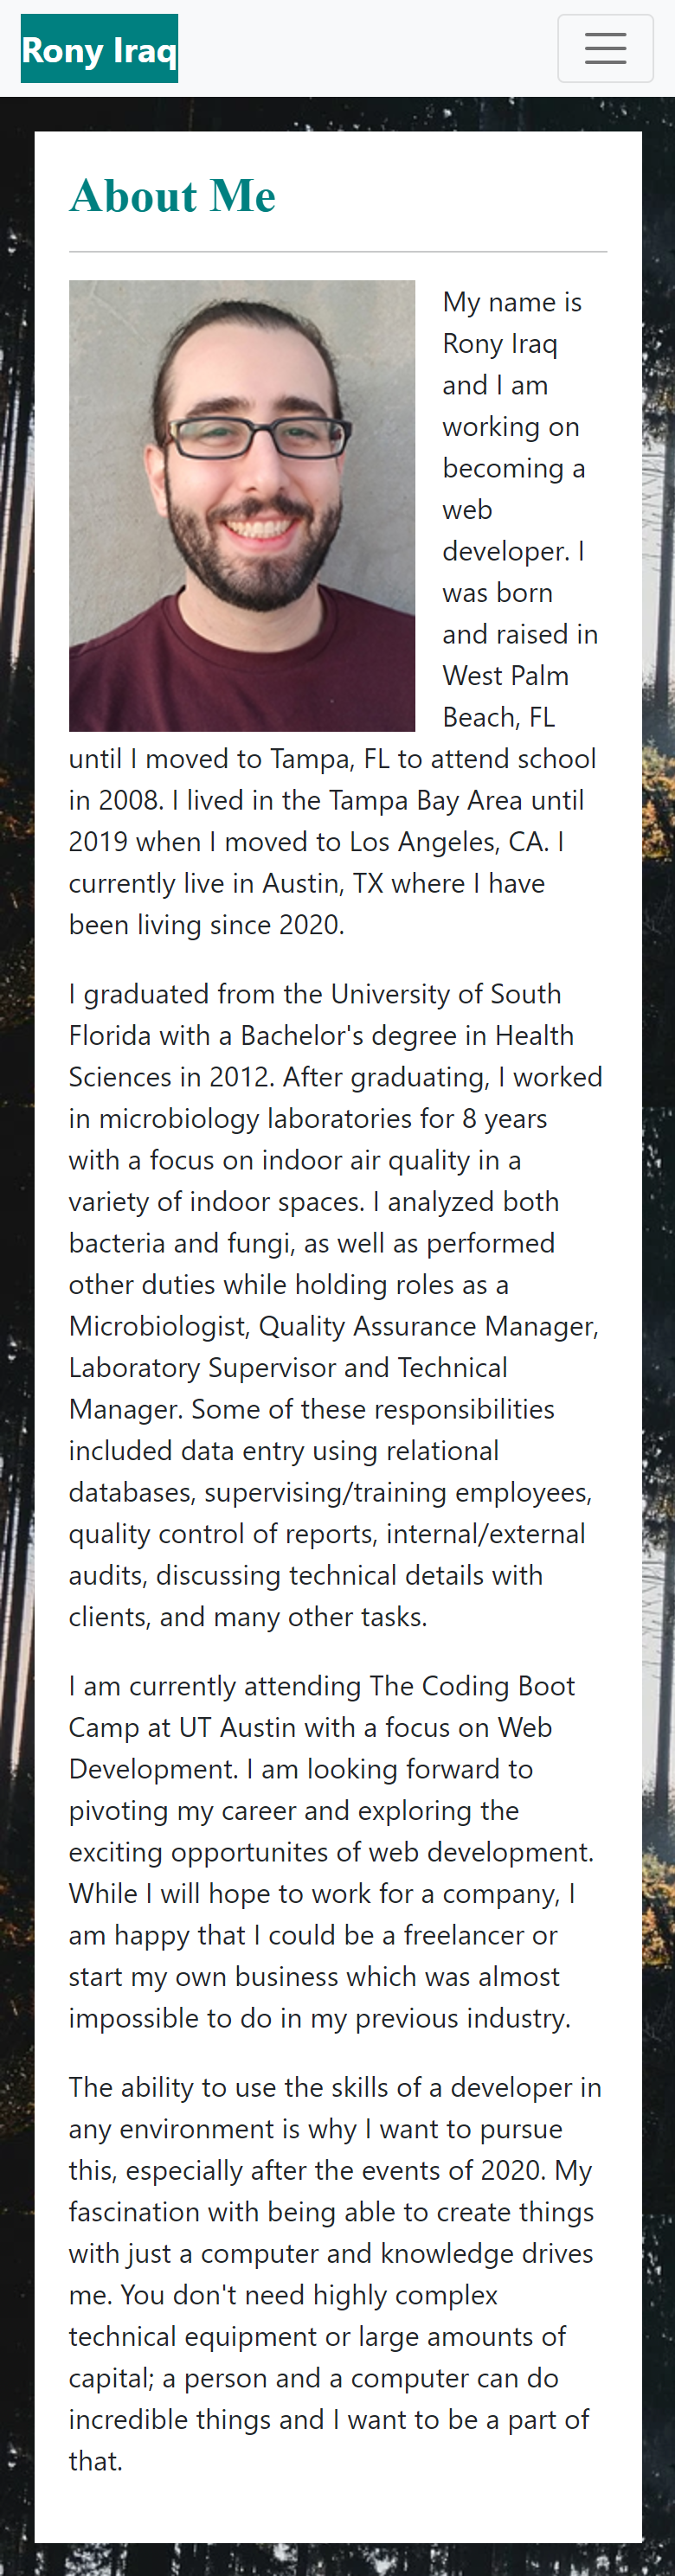 Rony Iraq
About Me
My name is
Rony Iraq
and I am
working on
becoming a
web
developer. I
was born
and raised in
West Palm
Beach, FL
until I moved to Tampa, FL to attend school
in 2008. I lived in the Tampa Bay Area until
2019 when I moved to Los Angeles, CA. I
currently live in Austin, TX where I have
been living since 2020.
I graduated from the University of South
Florida with a Bachelor's degree in Health
Sciences in 2012. After graduating, I worked
in microbiology laboratories for 8 years
with a focus on indoor air quality in a
variety of indoor spaces. I analyzed both
bacteria and fungi, as well as performed
other duties while holding roles as a
Microbiologist, Quality Assurance Manager,
Laboratory Supervisor and Technical
Manager. Some of these responsibilities
included data entry using relational
databases, supervising/training employees,
quality control of reports, internal/external
audits, discussing technical details with
clients, and many other tasks.
I am currently attending The Coding Boot
Camp at UT Austin with a focus on Web
Development. I am looking forward to
pivoting my career and exploring the
exciting opportunites of web development.
While I will hope to work for a company, I
am happy that I could be a freelancer or
start my own business which was almost
impossible to do in my previous industry.
The ability to use the skills of a developer in
any environment is why I want to pursue
this, especially after the events of 2020. My
fascination with being able to create things
with just a computer and knowledge drives
me. You don't need highly complex
technical equipment or large amounts of
capital; a person and a computer can do
incredible things and I want to be a part of
that.